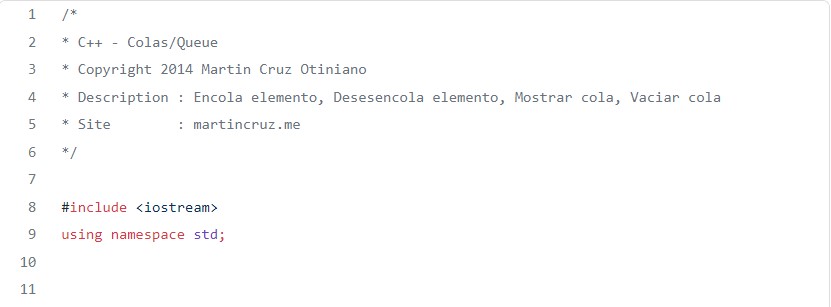 1 /*
2 * C++ - Colas/Queue
3 * Copyright 2014 Martin Cruz Otiniano
4 * Description : Encola elemento, Desesencola elemento, Mostrar cola, Vaciar cola
5 * Site        : martincruz.me
6 */
7
8 #include <iostream>
9 using namespace std;
10
11